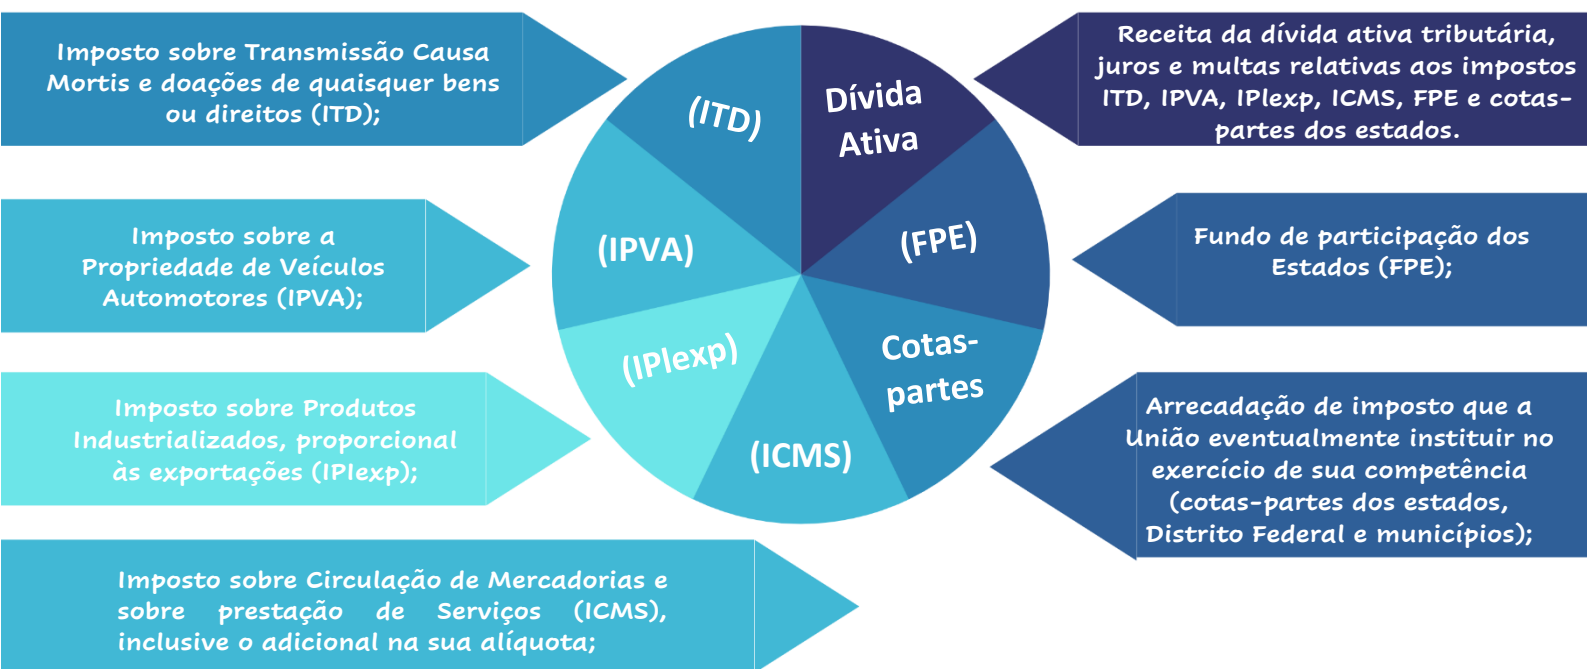 Imposto sobre Transmissão Causa
Mortis e doações de quaisquer bens
ou direitos (ITD);
Imposto sobre a
Propriedade de Veículos
Automotores (IPVA);
Imposto sobre Produtos
Industrializados, proporcional
às exportações (IPIexp);
Imposto sobre Circulação de Mercadorias e
sobre prestação de Serviços (ICMS),
inclusive o adicional na sua alíquota;
(ITD)
Dívida
Ativa
(IPVA)
(FPE)
(IPlexp)
Cotas-
partes
(ICMS)
Receita da dívida ativa tributária,
juros e multas relativas aos impostos
ITD, IPVA, IPlexp, ICMS, FPE e cotas-
partes dos estados.
Fundo de participação dos
Estados (FPE);
Arrecadação de imposto que a
União eventualmente instituir no
exercício de sua competência
(cotas-partes dos estados,
Distrito Federal e municípios);